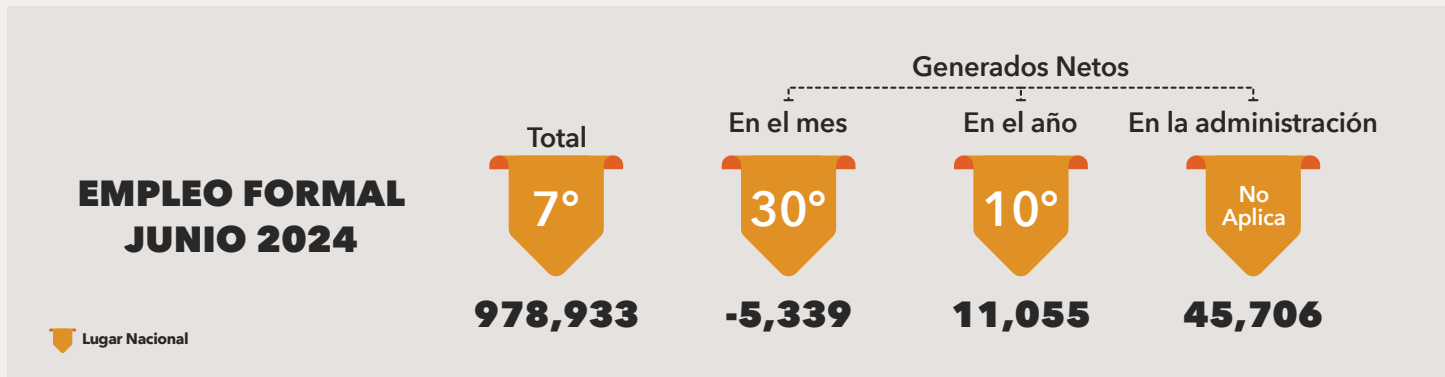 EMPLEO FORMAL
JUNIO 2024
Lugar Nacional
Total
7°
978,933
Generados Netos
En el mes
30°
-5,339
En el año
10°
11,055
En la administración
No
Aplica
45,706